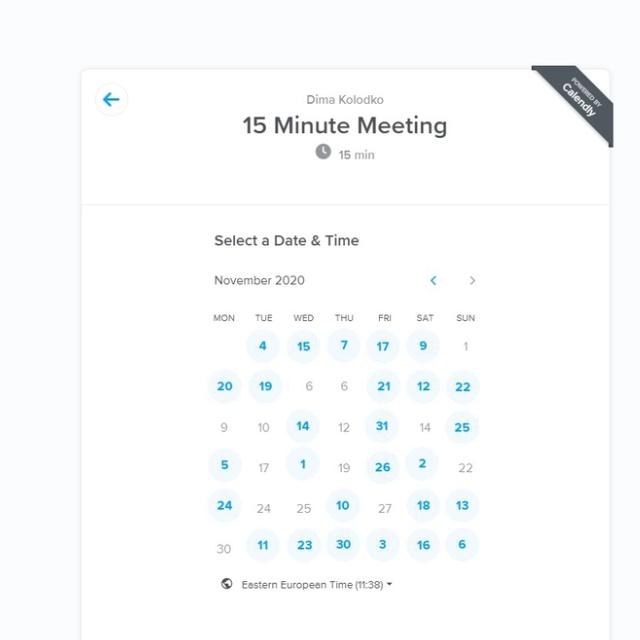 POWERED BY
Calendly
Dima Kolodko
15 Minute Meeting
15 min
Select a Date & Time
November 2020
MON TUE WED THU FRI SAT SUN
4 15 7 17 9 1
20 19 6 6 21 12 22
9 10 14 12 31 14 25
5 17 1 19 26 2 22
24 24 25 10 27 18 13
30 11 23 30 3 16 6
Eastern European Time (11:38)